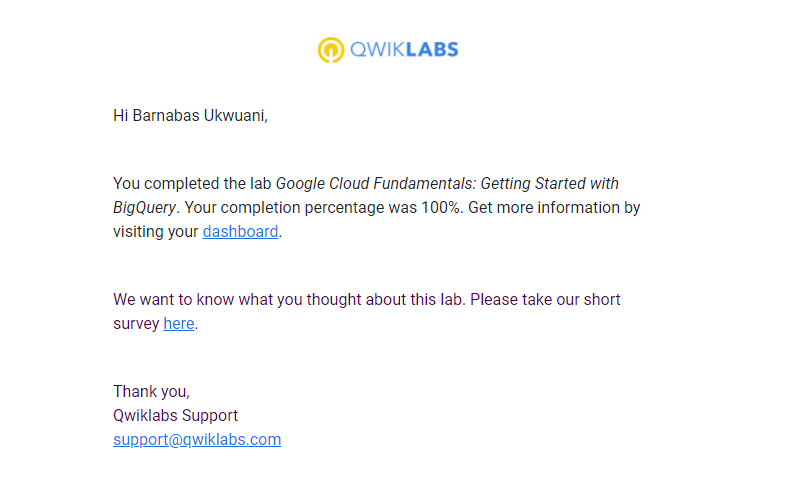 QWIKLABS
Hi Barnabas Ukwuani,
You completed the lab Google Cloud Fundamentals: Getting Started with
BigQuery. Your completion percentage was 100%. Get more information by
visiting your dashboard.
We want to know what you thought about this lab. Please take our short
survey here.
Thank you,
Qwiklabs Support
support@qwiklabs.com